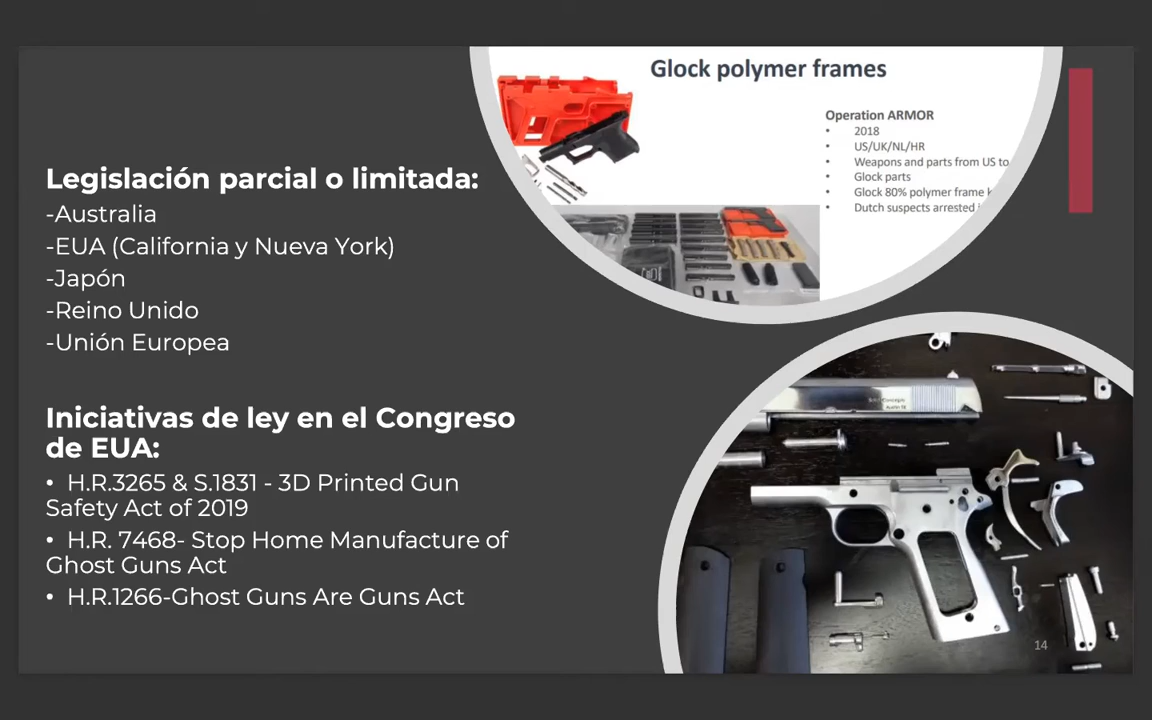 Legislación parcial o limitada:
-Australia
-EUA (California y Nueva York)
-Japón
-Reino Unido
-Unión Europea
Iniciativas de ley en el Congreso
de EUA:
• H.R.3265 & S.1831 - 3D Printed Gun
Safety Act of 2019
• H.R. 7468- Stop Home Manufacture of
Ghost Guns Act
• H.R.1266-Ghost Guns Are Guns Act
Glock polymer frames
Operation ARMOR
• 2018
• US/UK/NL/HR
• Weapons and parts from US to
• Glock parts
• Glock 80% polymer frame
• Dutch suspects arrested
14